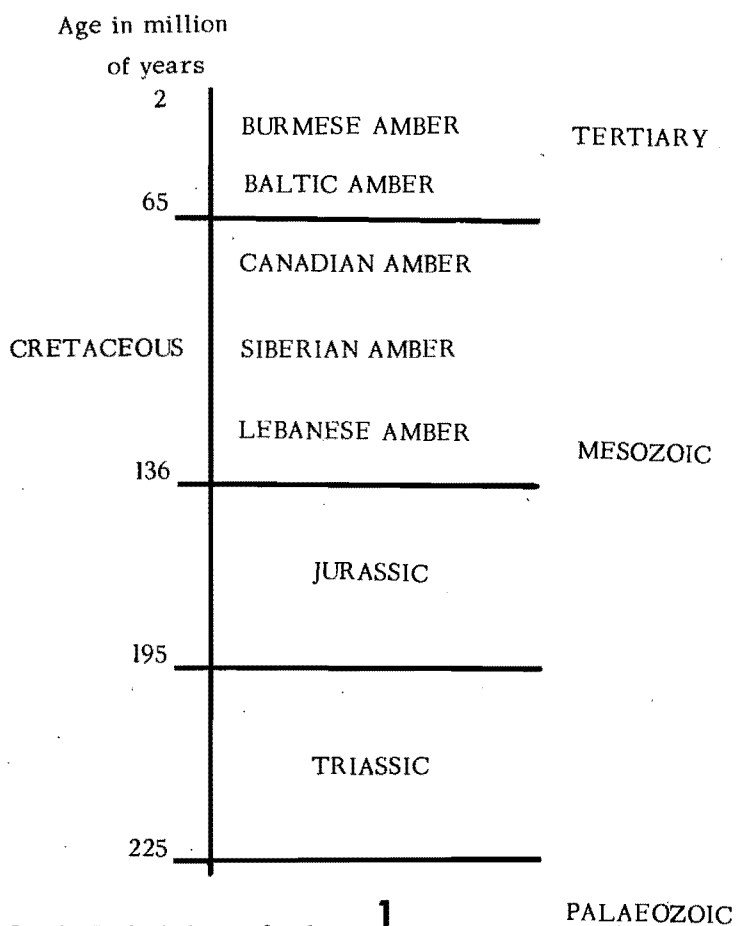 Age in million
of years
2
BURMESE AMBER
TERTIARY
BALTIC AMBER
65
CANADIAN AMBER
CRETACEOUS
SIBERIAN AMBER
LEBANESE AMBER
MESOZOIC
136
JURASSIC
195
TRIASSIC
225
1
PALAEOZOIC